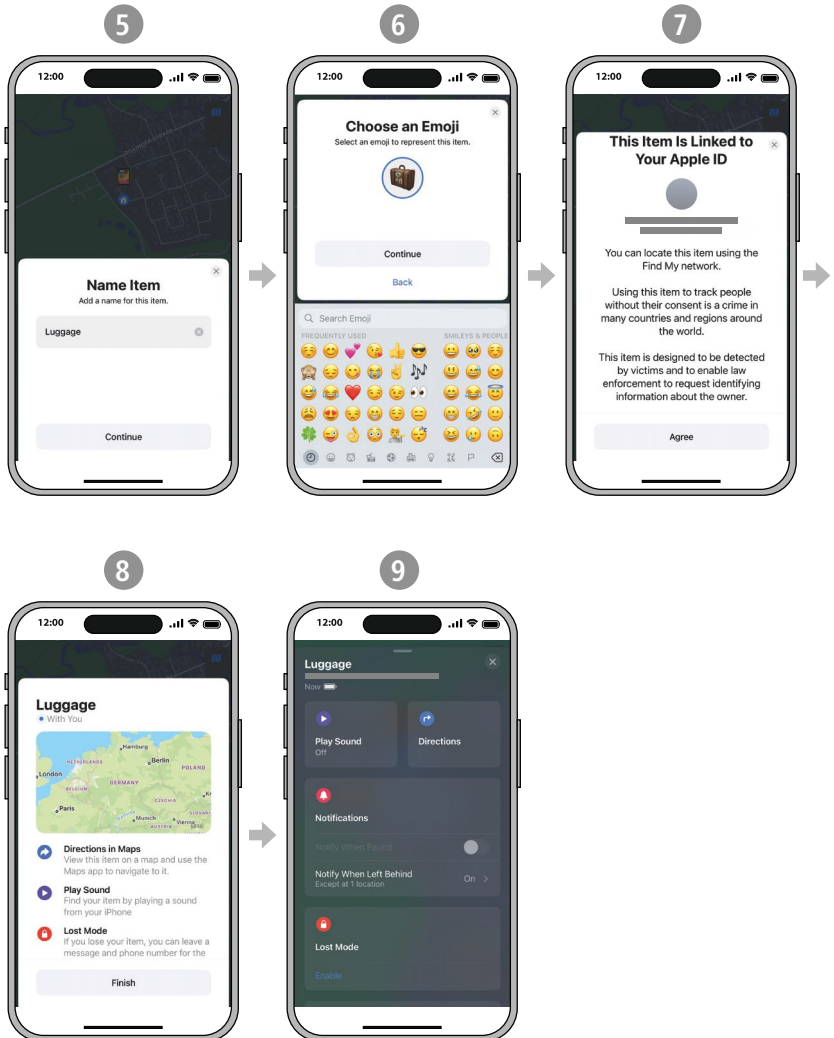 5
12:00
Name Item
Add a name for this item.
Luggage
Continue
6
12:00
Choose an Emoji
Select an emoji to represent this item.
Continue
Back
Search Emoji
FREQUENTLY USED
SMILEYS & PEOPLE
7
12:00
This Item Is Linked to
Your Apple ID
You can locate this item using the
Find My network.
Using this item to track people
without their consent is a crime in
many countries and regions around
the world.
This item is designed to be detected
by victims and to enable law
enforcement to request identifying
information about the owner.
Agree
8
12:00
Luggage
With You
Hamburg
NETHERLANDS
Berlin
POLAND
London
GERMANY
BELGIUM
CZECHIA
Paris
Munich
Vienna
AUSTRIA
Directions in Maps
View this item on a map and use the
Maps app to navigate to it.
Play Sound
Find your item by playing a sound
from your iPhone
Lost Mode
If you lose your item, you can leave a
message and phone number for the
Finish
9
12:00
Luggage
Now
Play Sound
Off
Directions
Notifications
Notify When Found
Notify When Left Behind
Except at 1 location
On
Lost Mode
Enable